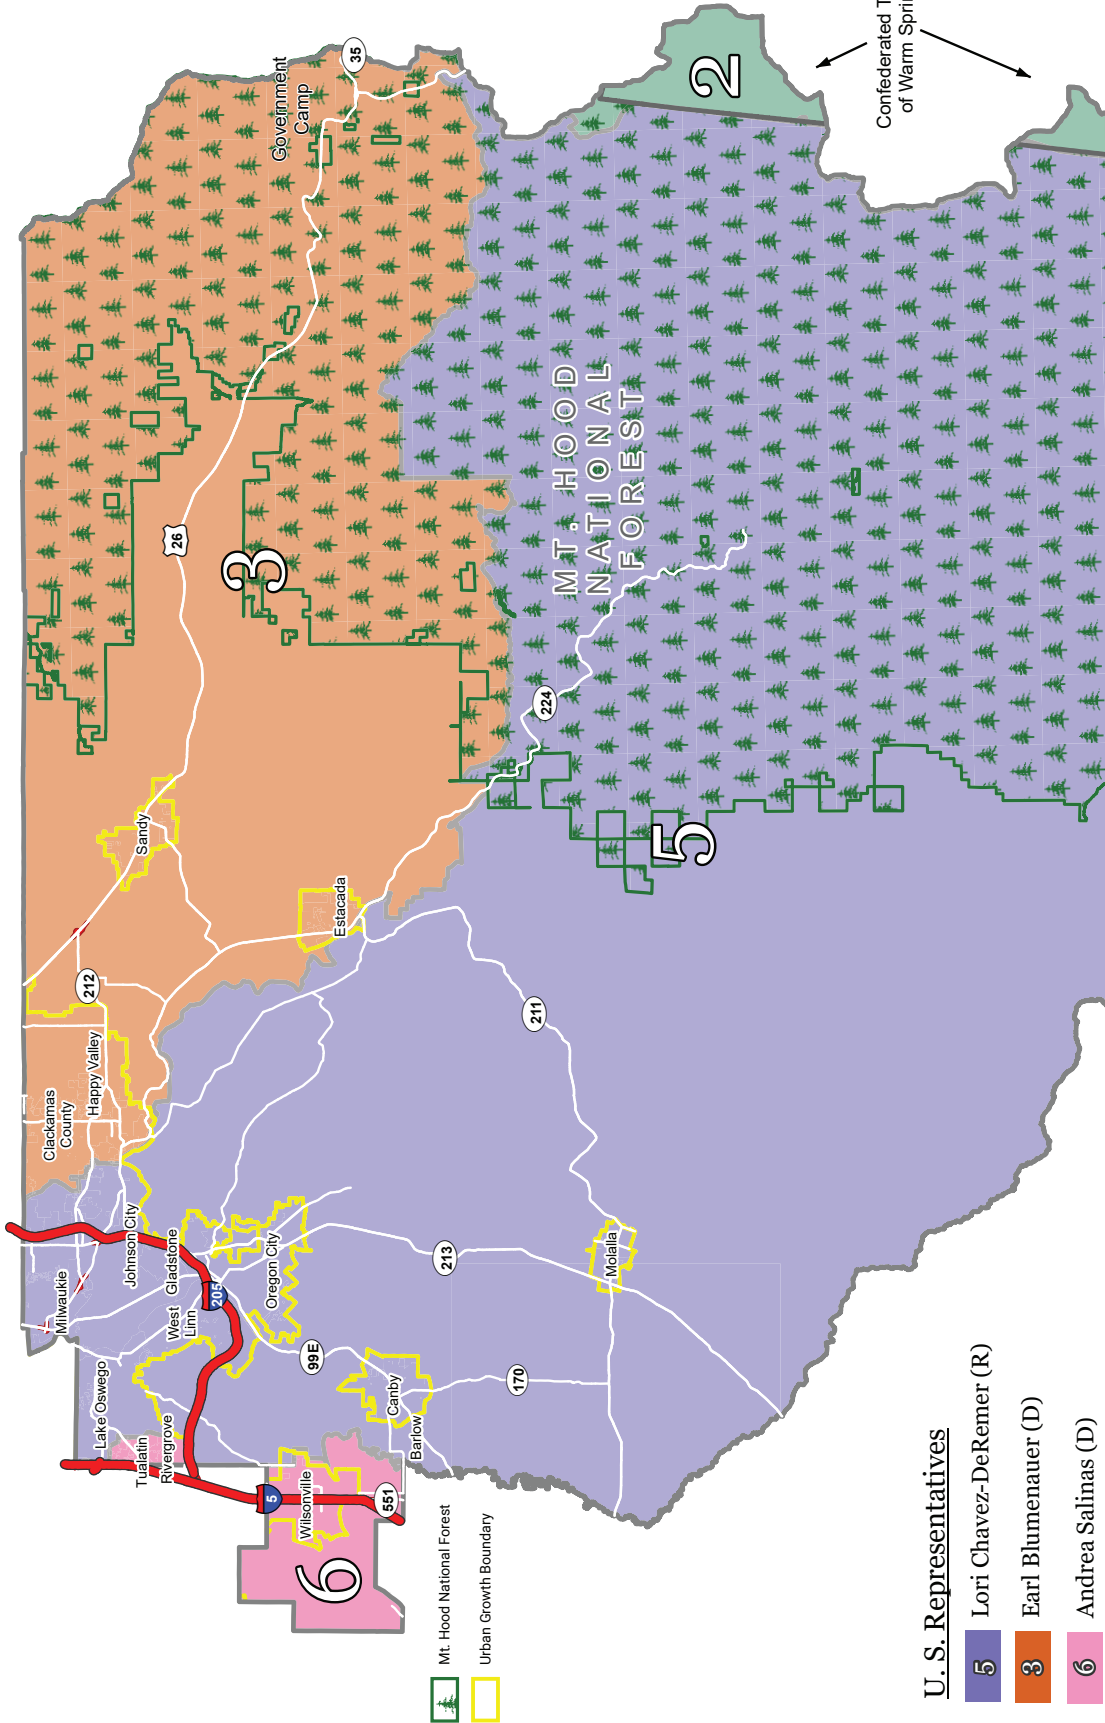 Clackamas
County
Happy Valley
212
Sandy
26
3
Government
Camp
35
Milwaukie
Johnson City
Gladstone
West
Linn
205
Oregon City
Lake Oswego
Tualatin
Rivergrove
5
Wilsonville
551
6
Canby
Barlow
99E
213
170
Molalla
211
Estacada
224
5
MT. HOOD
NATIONAL
FOREST
2
Confederated T
of Warm Sprin
Mt. Hood National Forest
Urban Growth Boundary
U. S. Representatives
5 Lori Chavez-DeRemer (R)
3 Earl Blumenauer (D)
6 Andrea Salinas (D)